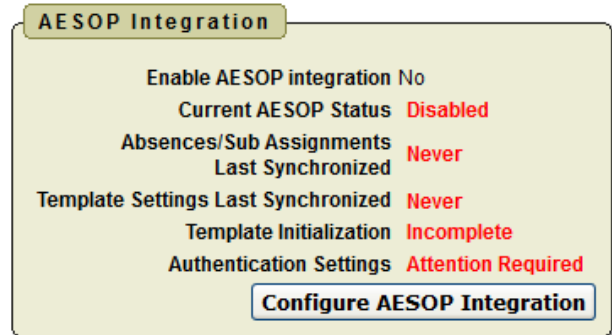 AESOP Integration
Enable AESOP integration No
Current AESOP Status Disabled
Absences/Sub Assignments
Last Synchronized Never
Template Settings Last Synchronized Never
Template Initialization Incomplete
Authentication Settings Attention Required
Configure AESOP Integration